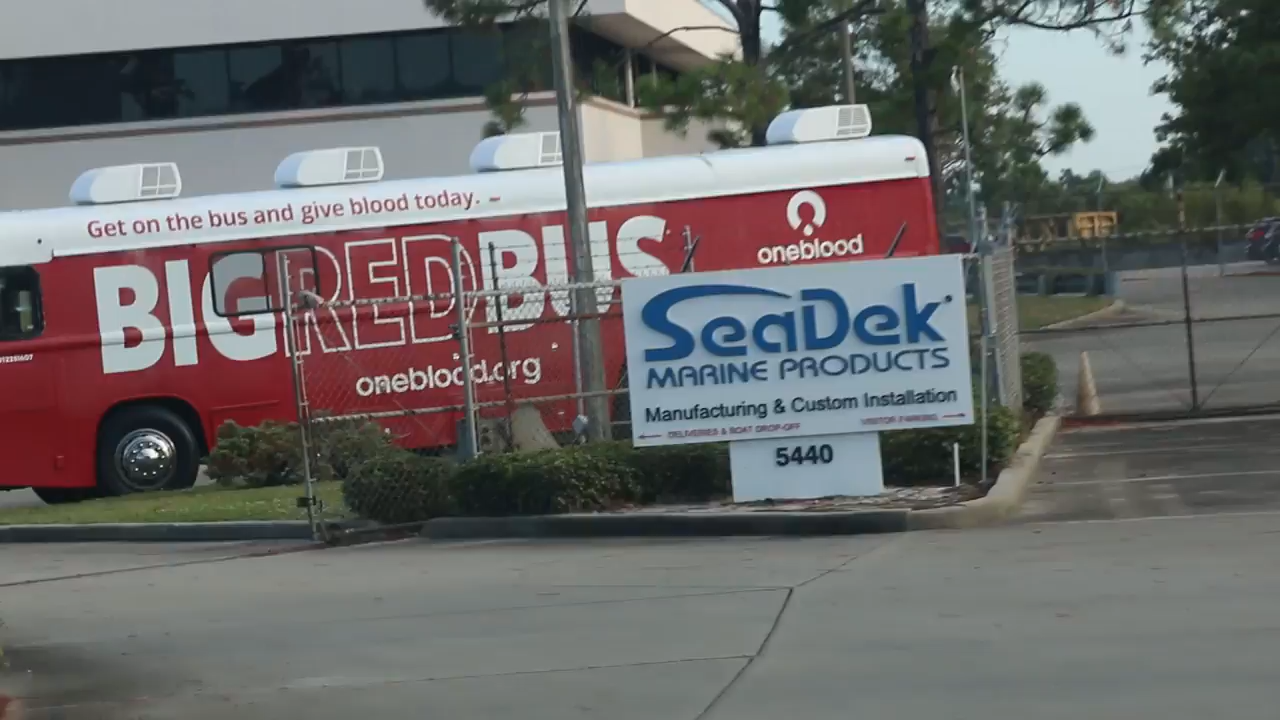 Get on the bus and give blood today.
BIGREDBUS
oneblood
oneblood.org
SeaDek
MARINE PRODUCTS
Manufacturing & Custom Installation
DELIVERIES & BOAT DROP-OFF
VISITOR PARKING
5440